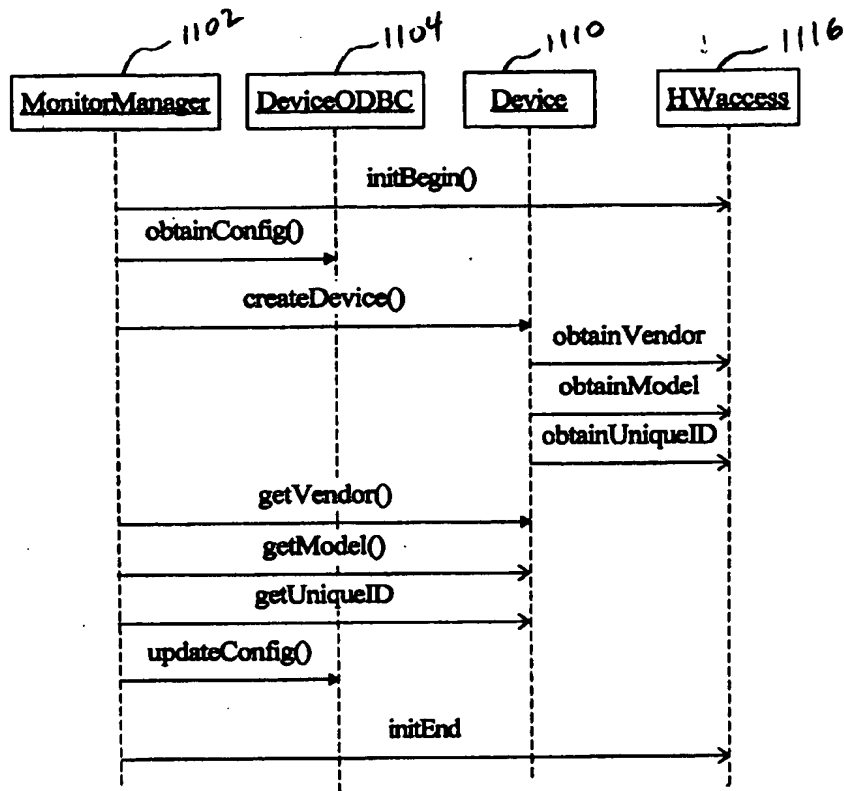 1102 1104 1110 1116
MonitorManager DeviceODBC Device HWaccess
initBegin()
obtainConfig()
createDevice()
obtainVendor
obtainModel
obtainUniqueID
getVendor()
getModel()
getUniqueID
updateConfig()
initEnd